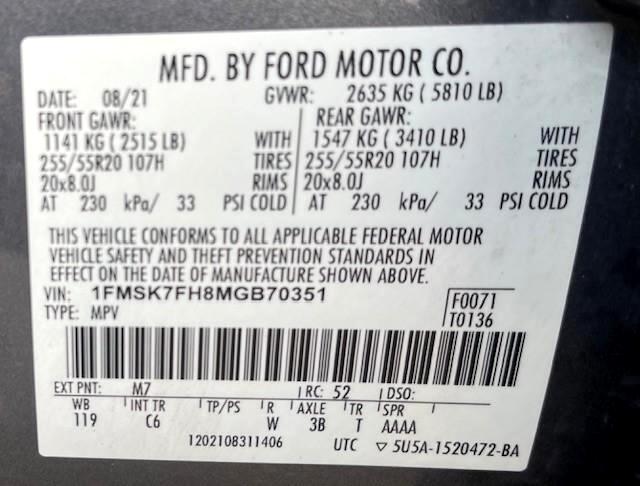 MFD. BY FORD MOTOR CO.
DATE: 08/21 GVWR: 2635 KG ( 5810 LB)
FRONT GAWR: REAR GAWR:
1141 KG ( 2515 LB) WITH 1547 KG ( 3410 LB) WITH
255/55R20 107H TIRES 255/55R20 107H TIRES
20x8.0J RIMS 20x8.0J RIMS
AT 230 kPa/ 33 PSI COLD AT 230 kPa/ 33 PSI COLD
THIS VEHICLE CONFORMS TO ALL APPLICABLE FEDERAL MOTOR
VEHICLE SAFETY AND THEFT PREVENTION STANDARDS IN
EFFECT ON THE DATE OF MANUFACTURE SHOWN ABOVE.
VIN: 1FMSK7FH8MGB70351 F0071
TYPE: MPV T0136
EXT PNT: M7 RC: 52 DSO:
WB INT TR TP/PS R AXLE TR SPR
119 C6 W 3B T AAAA
1202108311406 UTC ▽ 5U5A-1520472-BA